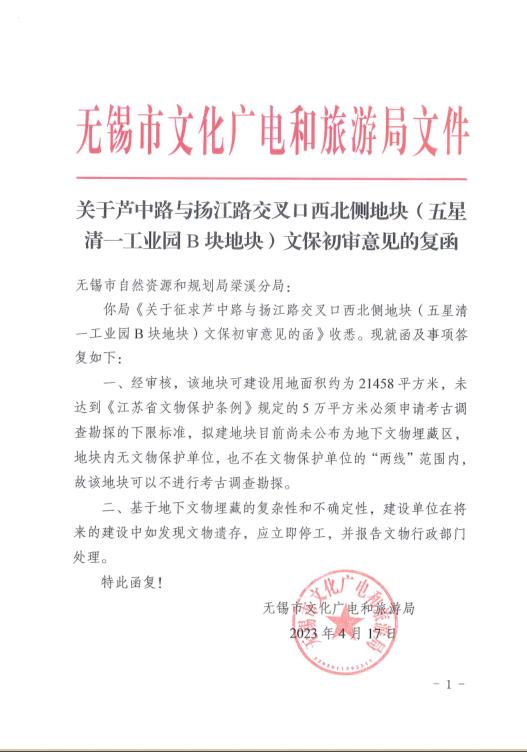 无锡市文化广电和旅游局文件
关于芦中路与扬江路交叉口西北侧地块（五星
清一工业园 B 块地块）文保初审意见的复函
无锡市自然资源和规划局梁溪分局：
你局《关于征求芦中路与扬江路交叉口西北侧地块（五星清
一工业园 B 块地块）文保初审意见的函》收悉。现就函及事项答
复如下：
一、经审核，该地块可建设用地面积约为 21458 平方米，未
达到《江苏省文物保护条例》规定的 5 万平方米必须申请考古调
查勘探的下限标准，拟建地块目前尚未公布为地下文物埋藏区，
地块内无文物保护单位，也不在文物保护单位的“两线”范围内，
故该地块可以不进行考古调查勘探。
二、基于地下文物埋藏的复杂性和不确定性，建设单位在将
来的建设中如发现文物遗存，应立即停工，并报告文物行政部门
处理。
特此函复！
无锡市文化广电和旅游局
2023 年 4 月 17 日
无锡市文化广电和旅游局
- 1 -